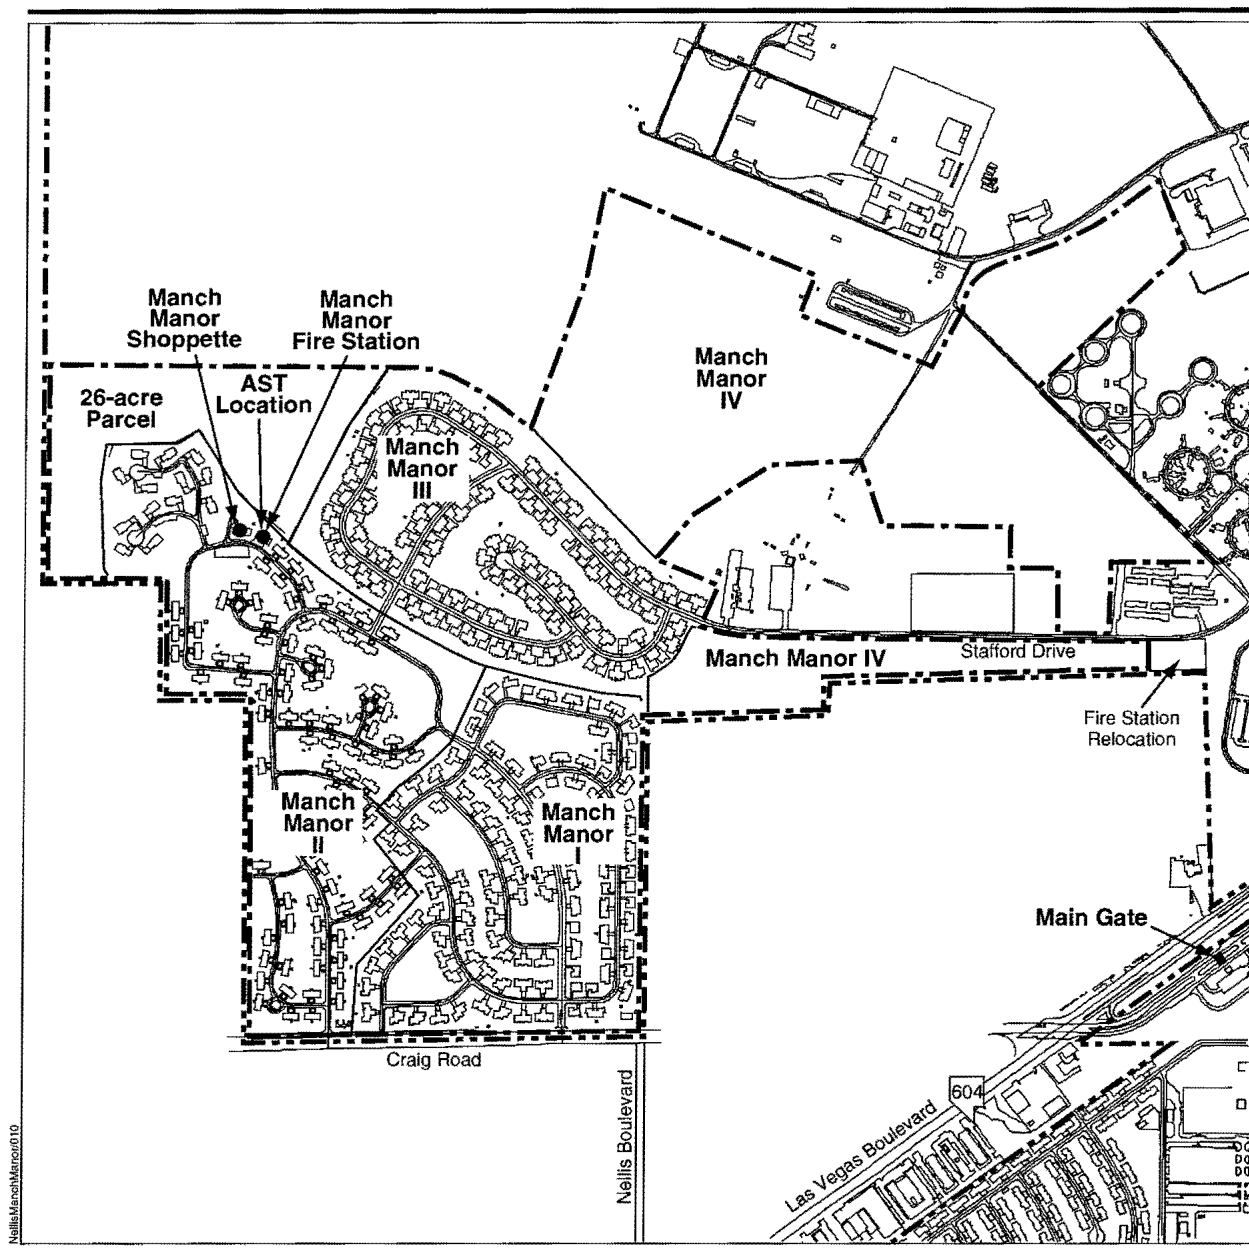 Manch
Manor
Shoppette
Manch
Manor
Fire Station
AST
Location
26-acre
Parcel
Manch
Manor
III
Manch
Manor
IV
Manch Manor IV
Stafford Drive
Fire Station
Relocation
Manch
Manor
II
Manch
Manor
I
Main Gate
Craig Road
Nellis Boulevard
Las Vegas Boulevard
604
NellisManchManor/010